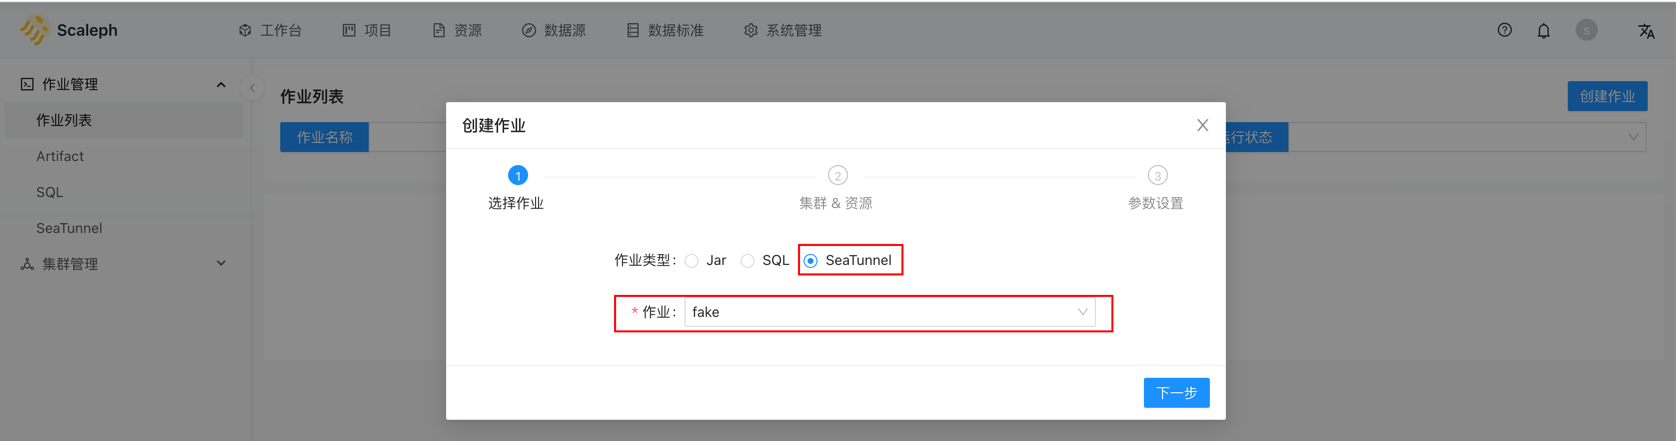 Scaleph
工作台
项目
资源
数据源
数据标准
系统管理
S
作业管理
作业列表
Artifact
SQL
SeaTunnel
集群管理
作业列表
创建作业
作业名称
运行状态
创建作业
1
选择作业
2
集群 & 资源
3
参数设置
作业类型: Jar SQL SeaTunnel
* 作业: fake
下一步